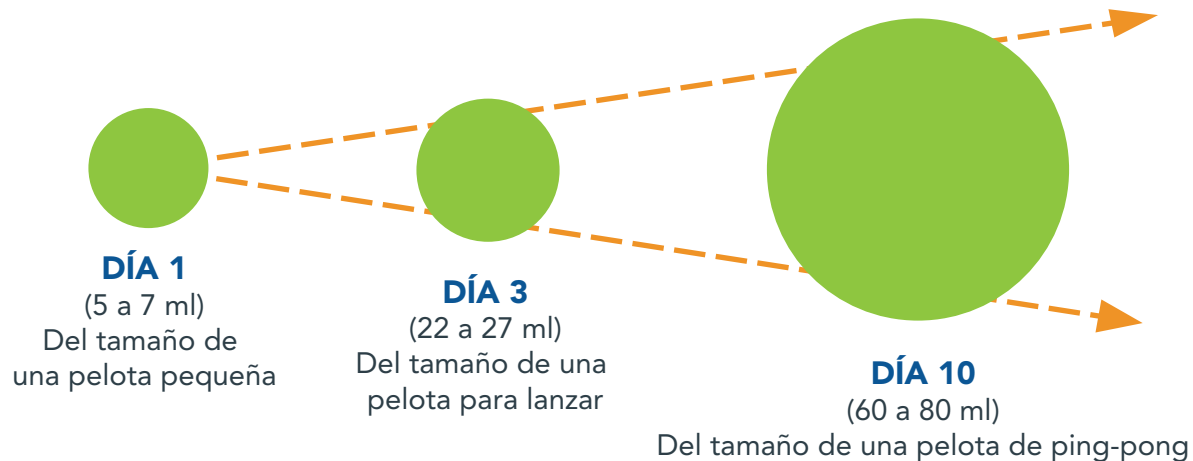 DÍA 1
(5 a 7 ml)
Del tamaño de
una pelota pequeña
DÍA 3
(22 a 27 ml)
Del tamaño de una
pelota para lanzar
DÍA 10
(60 a 80 ml)
Del tamaño de una pelota de ping-pong